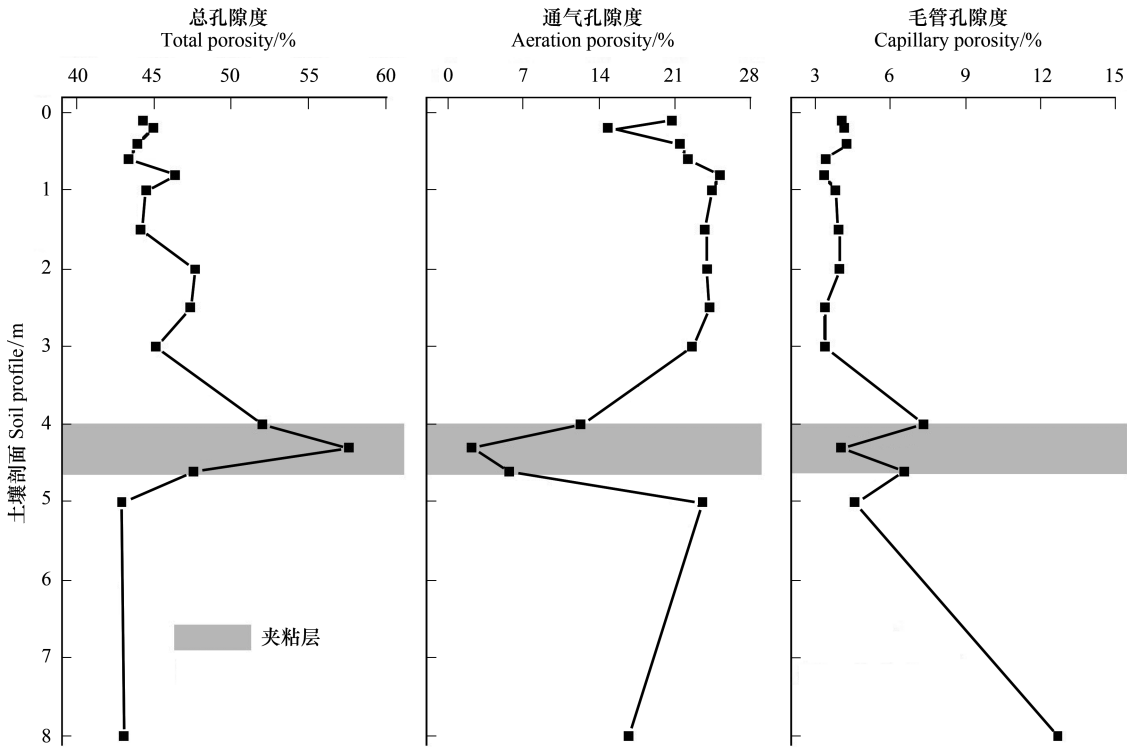 总孔隙度
Total porosity/%
40 45 50 55 60
通气孔隙度
Aeration porosity/%
0 7 14 21 28
毛管孔隙度
Capillary porosity/%
3 6 9 12 15
土壤剖面 Soil profile/m
0
1
2
3
4
5
6
7
8
夹粘层